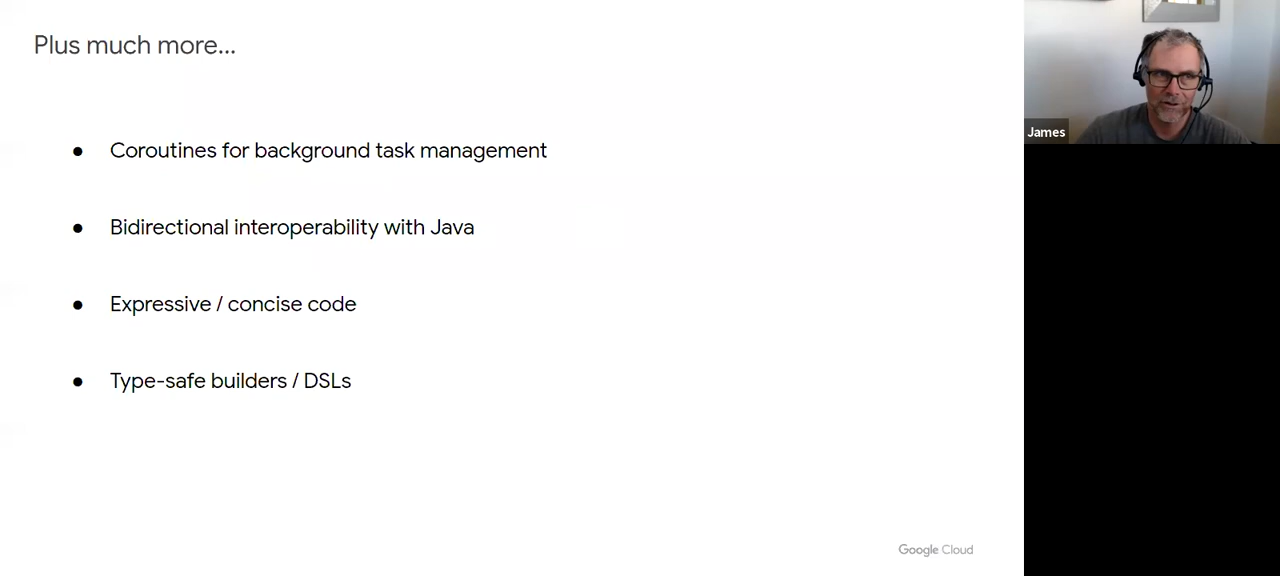 Plus much more...
● Coroutines for background task management
● Bidirectional interoperability with Java
● Expressive / concise code
● Type-safe builders / DSLs
Google Cloud
James